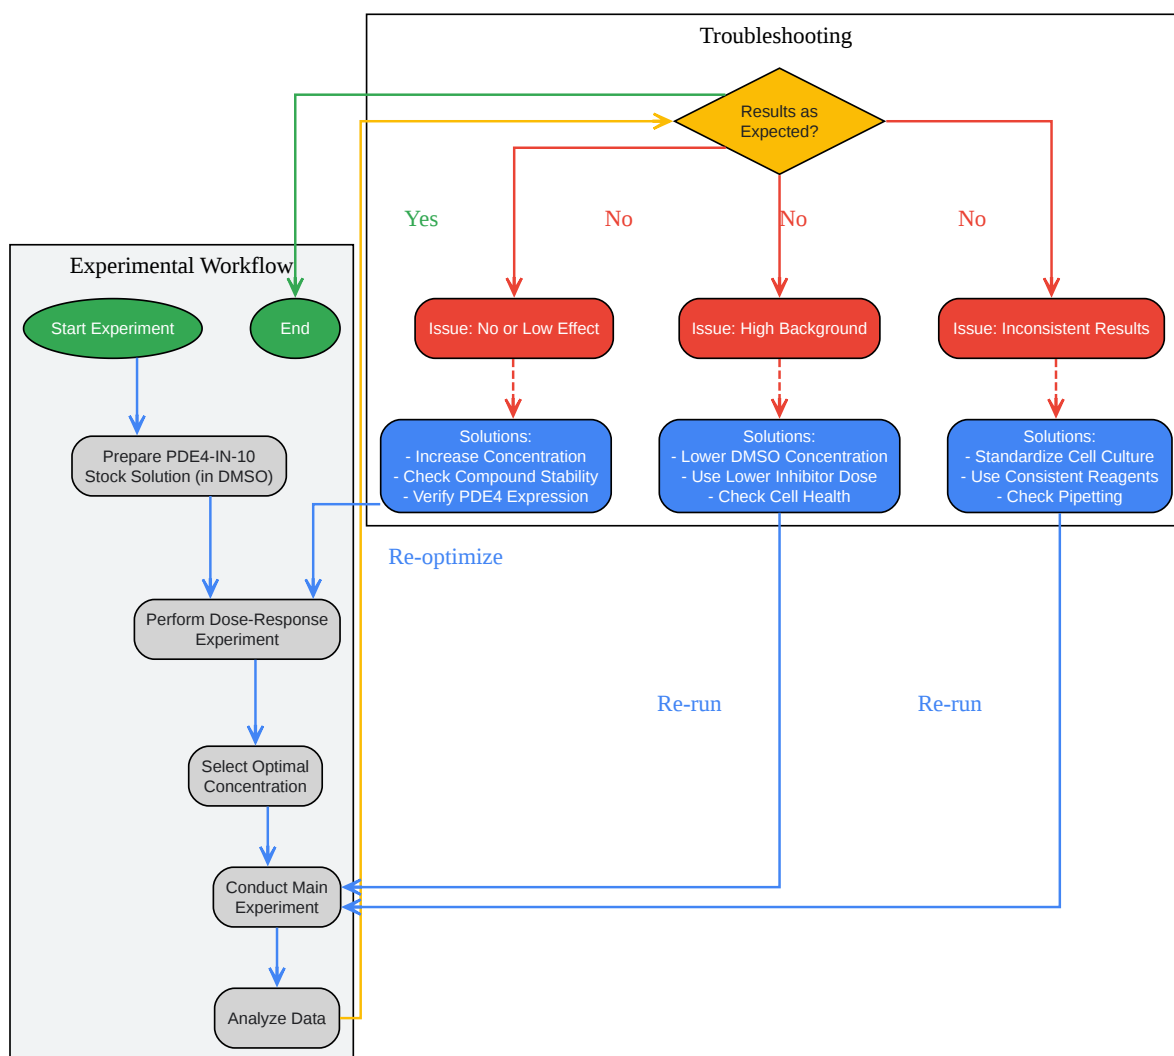 Troubleshooting
Results as
Expected?
Yes
No
No
No
Experimental Workflow
Start Experiment
End
Issue: No or Low Effect
Issue: High Background
Issue: Inconsistent Results
Prepare PDE4-IN-10
Stock Solution (in DMSO)
Solutions:
- Increase Concentration
- Check Compound Stability
- Verify PDE4 Expression
Solutions:
- Lower DMSO Concentration
- Use Lower Inhibitor Dose
- Check Cell Health
Solutions:
- Standardize Cell Culture
- Use Consistent Reagents
- Check Pipetting
Re-optimize
Perform Dose-Response
Experiment
Re-run
Re-run
Select Optimal
Concentration
Conduct Main
Experiment
Analyze Data